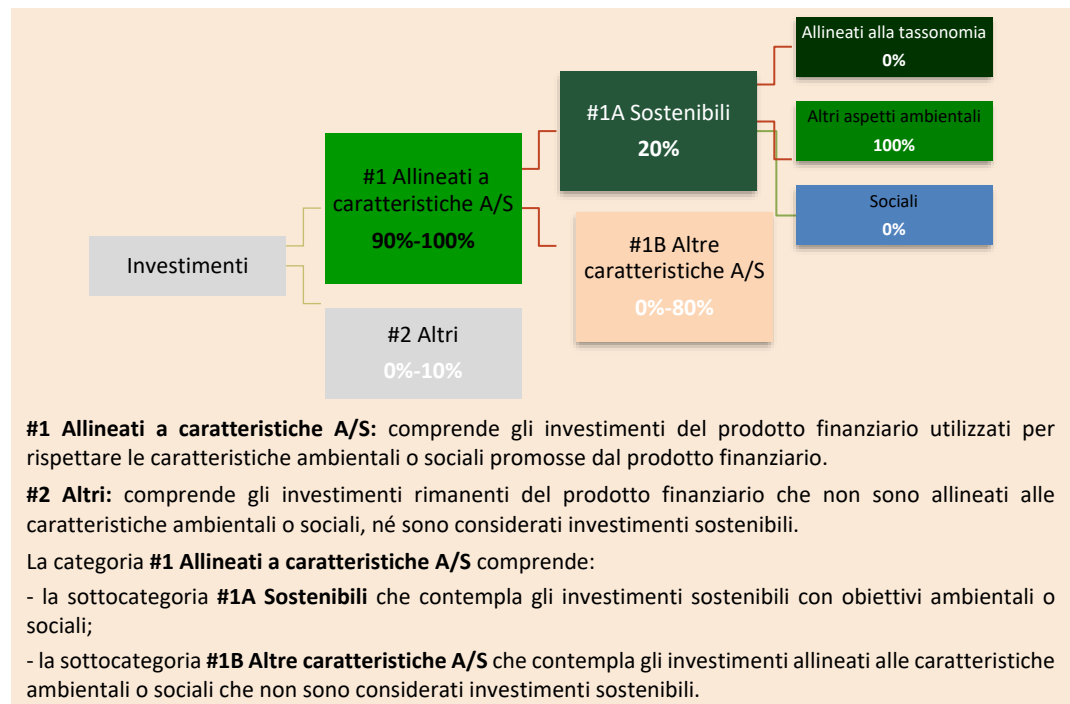 Allineati alla tassonomia
0%
#1A Sostenibili
20%
Altri aspetti ambientali
100%
#1 Allineati a
caratteristiche A/S
90%-100%
Sociali
0%
Investimenti
#1B Altre
caratteristiche A/S
0%-80%
#2 Altri
0%-10%
#1 Allineati a caratteristiche A/S: comprende gli investimenti del prodotto finanziario utilizzati per
rispettare le caratteristiche ambientali o sociali promosse dal prodotto finanziario.
#2 Altri: comprende gli investimenti rimanenti del prodotto finanziario che non sono allineati alle
caratteristiche ambientali o sociali, né sono considerati investimenti sostenibili.
La categoria #1 Allineati a caratteristiche A/S comprende:
- la sottocategoria #1A Sostenibili che contempla gli investimenti sostenibili con obiettivi ambientali o
sociali;
- la sottocategoria #1B Altre caratteristiche A/S che contempla gli investimenti allineati alle caratteristiche
ambientali o sociali che non sono considerati investimenti sostenibili.